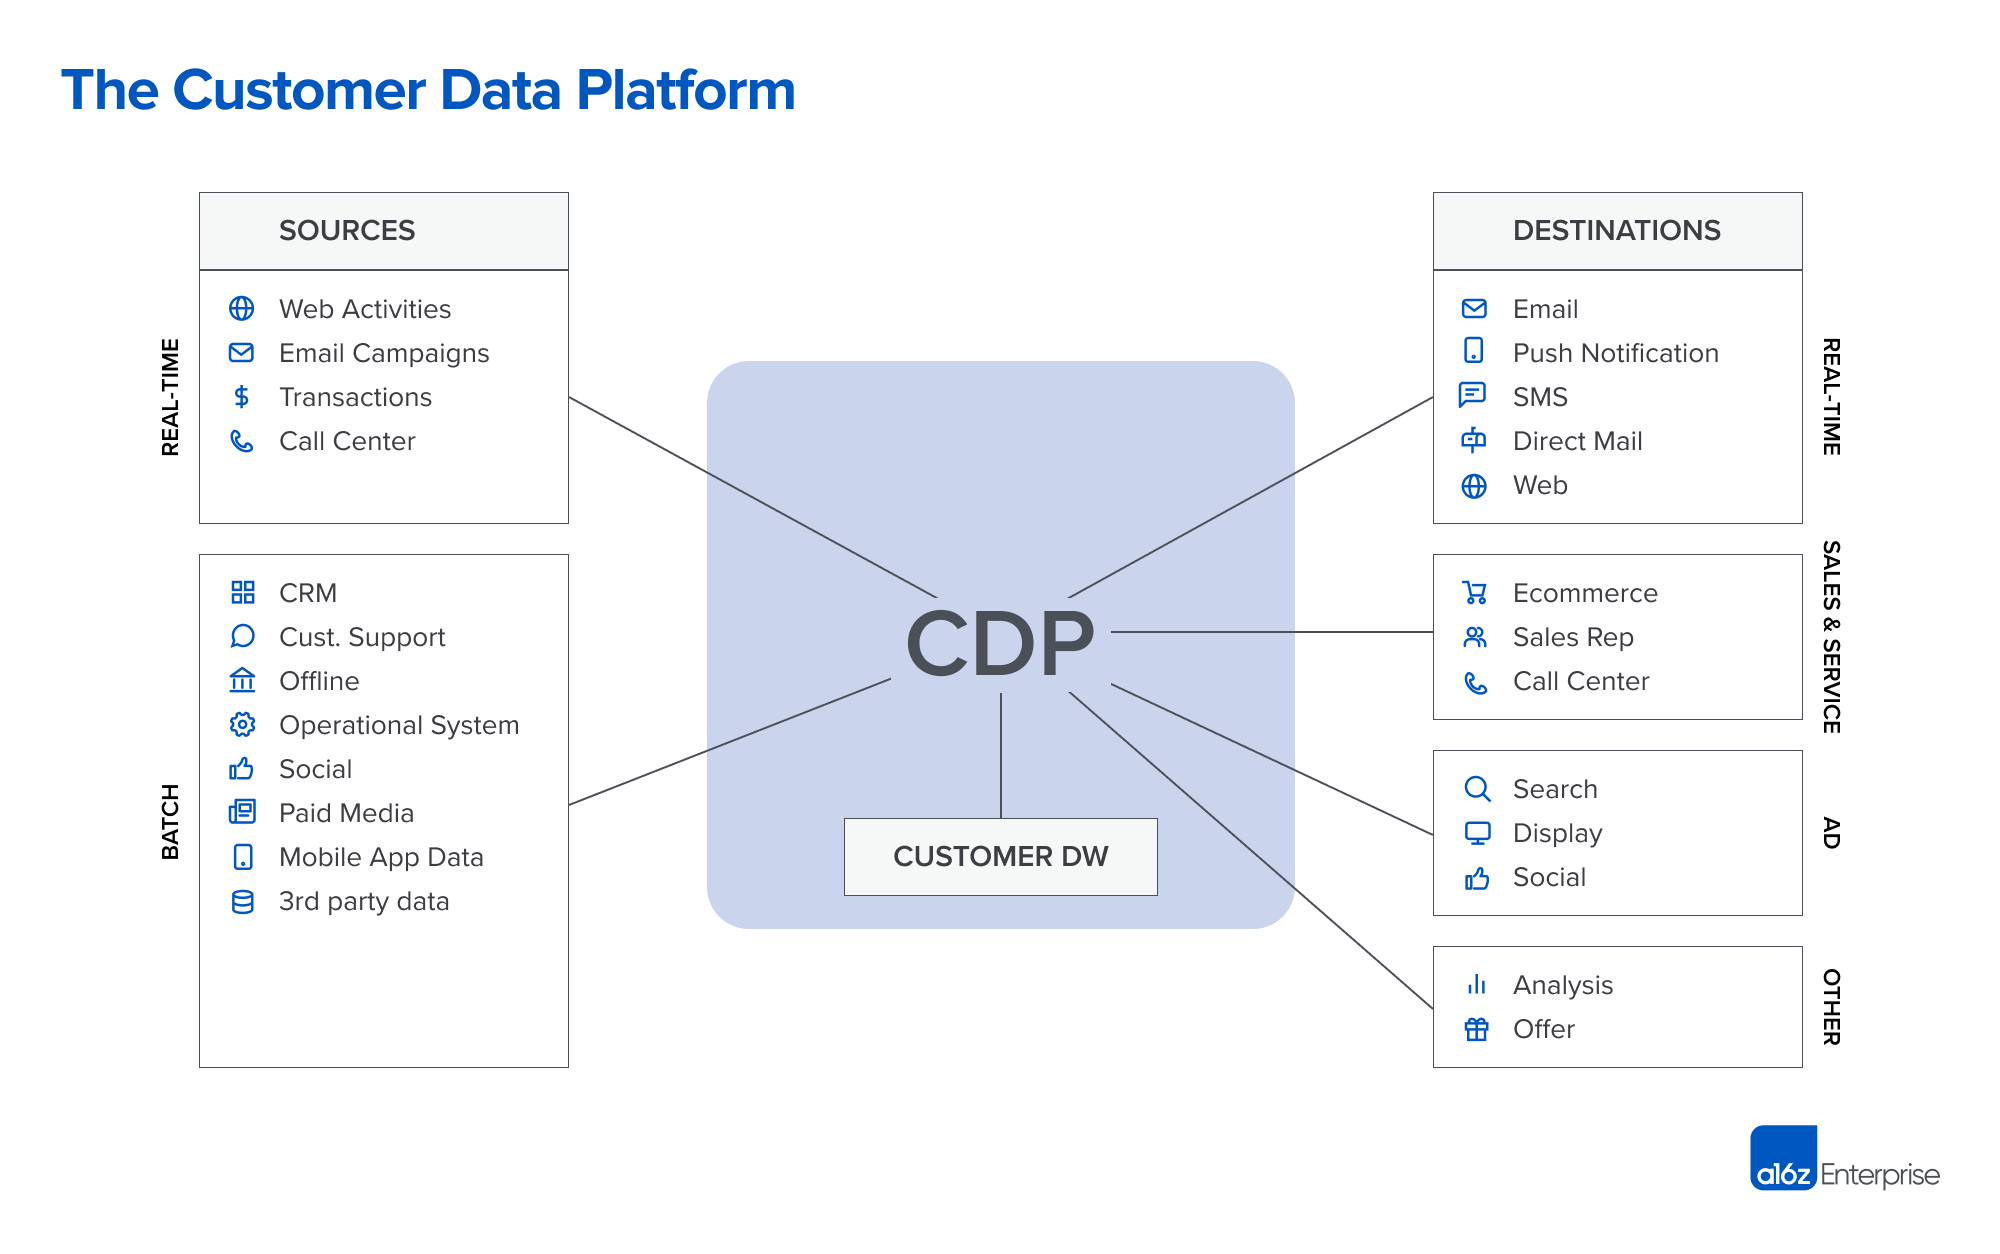 The Customer Data Platform
SOURCES
REAL-TIME
Web Activities
Email Campaigns
Transactions
Call Center
BATCH
CRM
Cust. Support
Offline
Operational System
Social
Paid Media
Mobile App Data
3rd party data
CDP
CUSTOMER DW
DESTINATIONS
REAL-TIME
Email
Push Notification
SMS
Direct Mail
Web
SALES & SERVICE
Ecommerce
Sales Rep
Call Center
AD
Search
Display
Social
OTHER
Analysis
Offer
a16z Enterprise